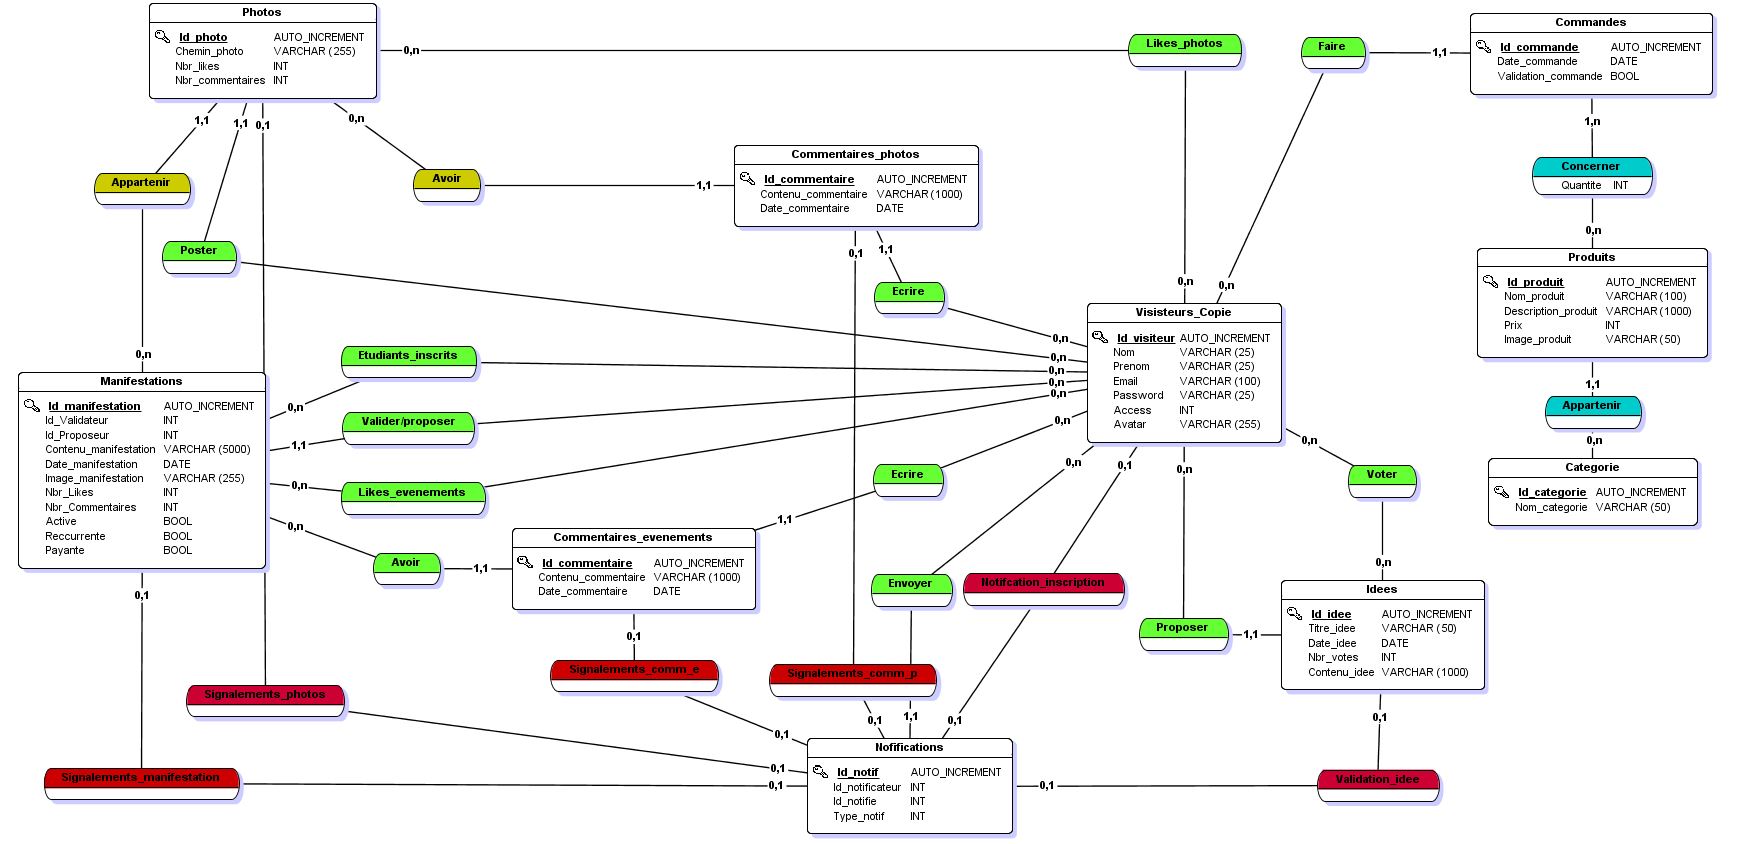 Photos
Id_photo AUTO_INCREMENT
Chemin_photo VARCHAR (255)
Nbr_likes INT
Nbr_commentaires INT
Commandes
Id_commande AUTO_INCREMENT
Date_commande DATE
Validation_commande BOOL
0,n
Likes_photos
Faire
1,1
1,1
1,1
0,1
0,n
1,n
Appartenir
Avoir
1,1
Commentaires_photos
Id_commentaire AUTO_INCREMENT
Contenu_commentaire VARCHAR (1000)
Date_commentaire DATE
Concerner
Quantite INT
0,n
Poster
0,1
1,1
Ecrire
0,n
0,n
Produits
Id_produit AUTO_INCREMENT
Nom_produit VARCHAR (100)
Description_produit VARCHAR (1000)
Prix INT
Image_produit VARCHAR (50)
Visisteurs_Copie
Id_visiteur AUTO_INCREMENT
Nom VARCHAR (25)
Prenom VARCHAR (25)
Email VARCHAR (100)
Password VARCHAR (25)
Access INT
Avatar VARCHAR (255)
0,n
0,n
0,n
0,n
0,n
0,n
0,n
Etudiants_inscrits
Manifestations
Id_manifestation AUTO_INCREMENT
Id_Validateur INT
Id_Proposeur INT
Contenu_manifestation VARCHAR (5000)
Date_manifestation DATE
Image_manifestation VARCHAR (255)
Nbr_Likes INT
Nbr_Commentaires INT
Active BOOL
Reccurrente BOOL
Payante BOOL
0,n
Valider/proposer
1,1
0,n
Likes_evenements
0,n
1,1
Appartenir
0,n
Categorie
Id_categorie AUTO_INCREMENT
Nom_categorie VARCHAR (50)
Ecrire
0,n
0,1
0,n
0,n
Voter
1,1
Commentaires_evenements
Id_commentaire AUTO_INCREMENT
Contenu_commentaire VARCHAR (1000)
Date_commentaire DATE
Avoir
1,1
0,n
Envoyer
Notifcation_inscription
Idees
Id_idee AUTO_INCREMENT
Titre_idee VARCHAR (50)
Date_idee DATE
Nbr_votes INT
Contenu_idee VARCHAR (1000)
Proposer
1,1
0,1
0,1
Signalements_comm_e
Signalements_comm_p
Signalements_photos
0,1
0,1
1,1
0,1
0,1
Nofifications
Id_notif AUTO_INCREMENT
Id_notificateur INT
Id_notifie INT
Type_notif INT
0,1
Signalements_manifestation
0,1
0,1
Validation_idee